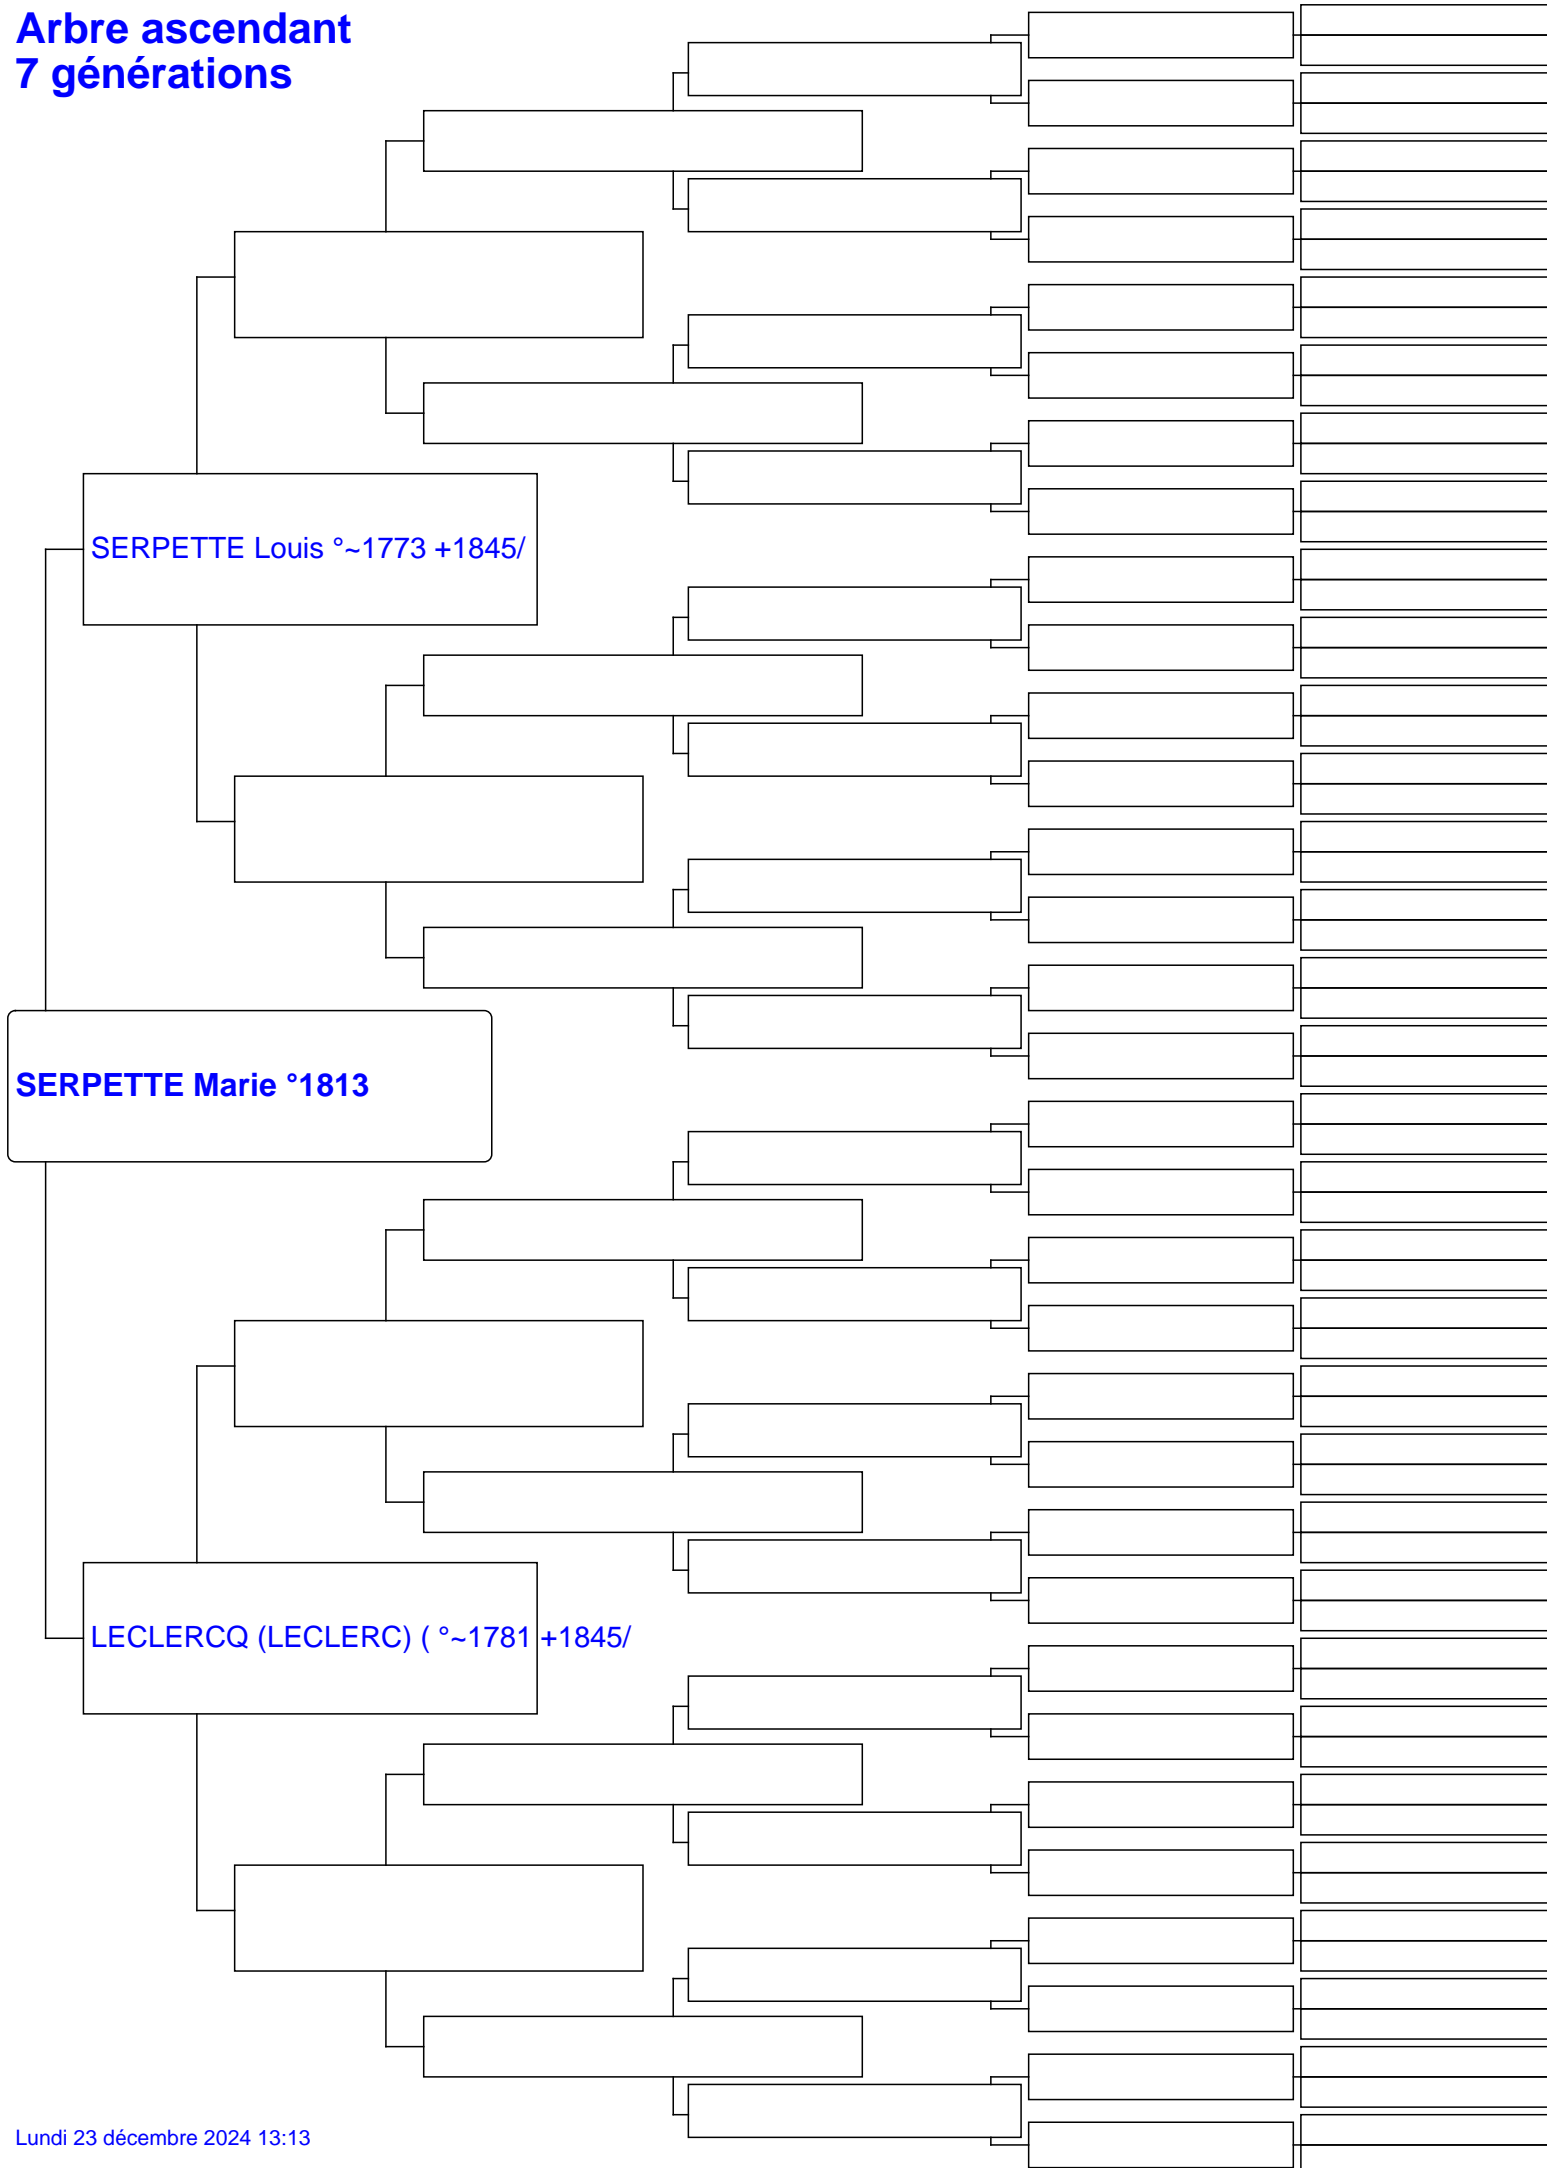 Arbre ascendant
7 générations
SERPETTE Louis °~1773 +1845/
SERPETTE Marie °1813
LECLERCQ (LECLERC) ( °~1781 +1845/
Lundi 23 décembre 2024 13:13